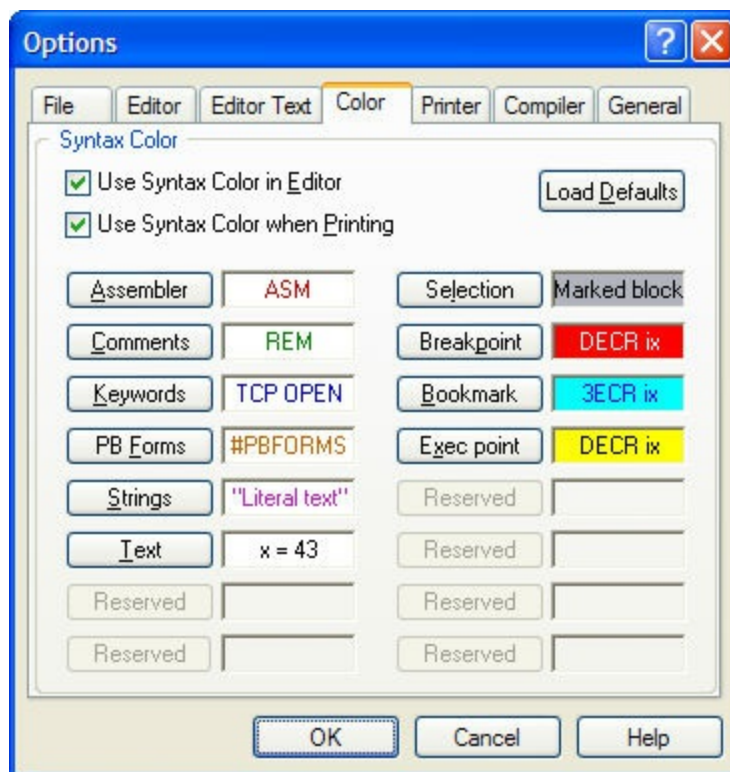 Options
File Editor Editor Text Color Printer Compiler General
Syntax Color
Use Syntax Color in Editor
Load Defaults
Use Syntax Color when Printing
Assembler ASM Selection Marked block
Comments REM Breakpoint DECR ix
Keywords TCP OPEN Bookmark 3ECR ix
PB Forms #PBFORMS Exec point DECR ix
Strings "Literal text" Reserved
Text x = 43 Reserved
Reserved Reserved
Reserved Reserved
OK Cancel Help